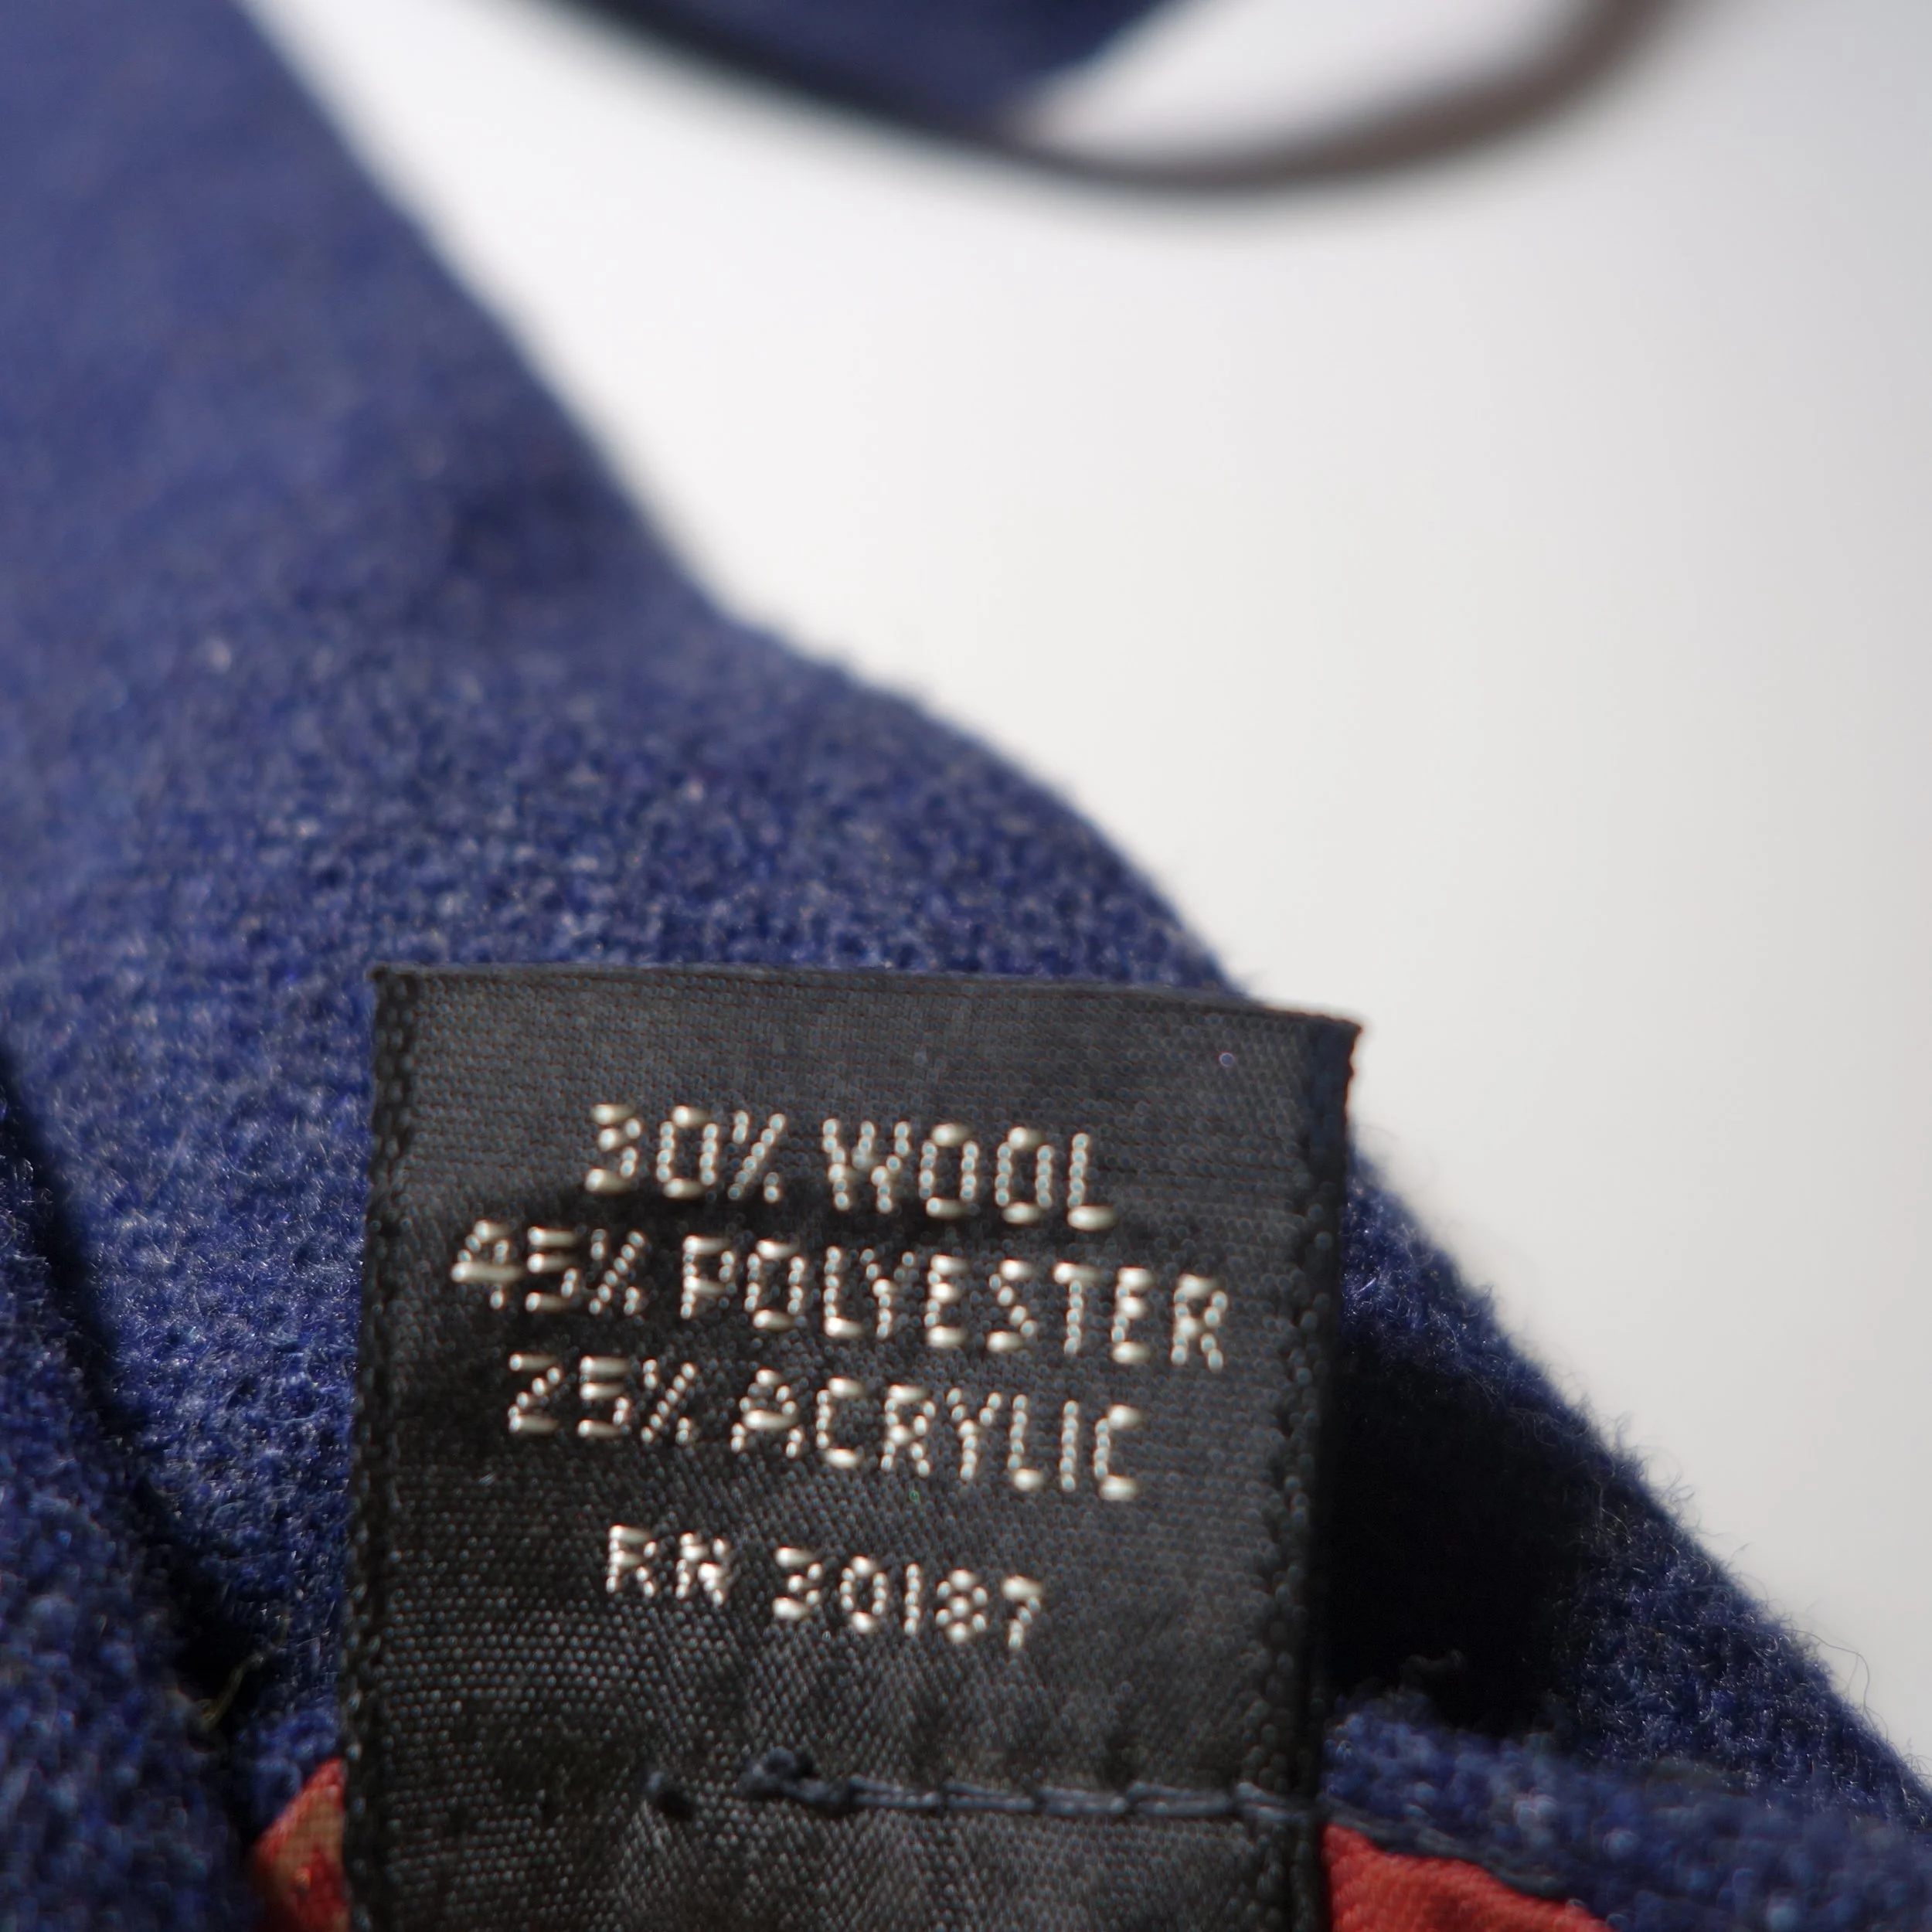 30% WOOL
45% POLYESTER
25% ACRYLIC
RN 30187